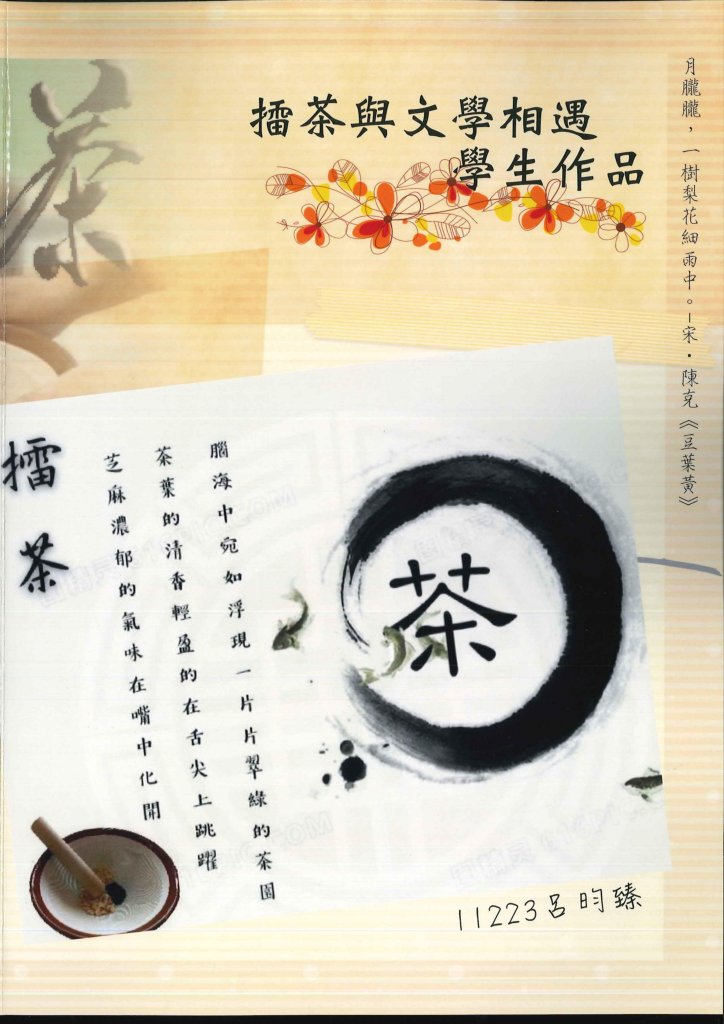 擂茶與文學相遇
學生作品
月朧朧，一樹梨花細雨中。－宋・陳克《豆葉黃》
茶
茶
腦海中宛如浮現一片片翠綠的茶園
茶葉的清香輕盈的在舌尖上跳躍
芝麻濃郁的氣味在嘴中化開
擂茶
11223呂昀臻